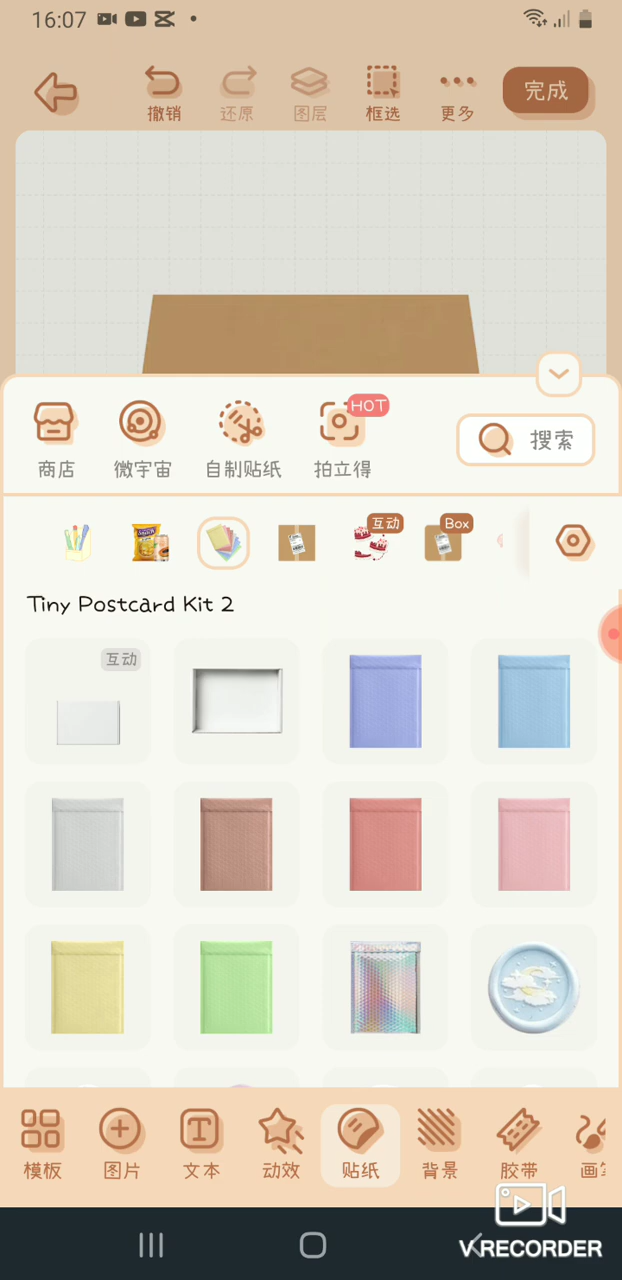 16:07
撤销
还原
图层
框选
更多
完成
商店
微宇宙
自制贴纸
HOT
拍立得
搜索
互动
Box
Tiny Postcard Kit 2
互动
模板
图片
文本
动效
贴纸
背景
胶带
VRECORDER